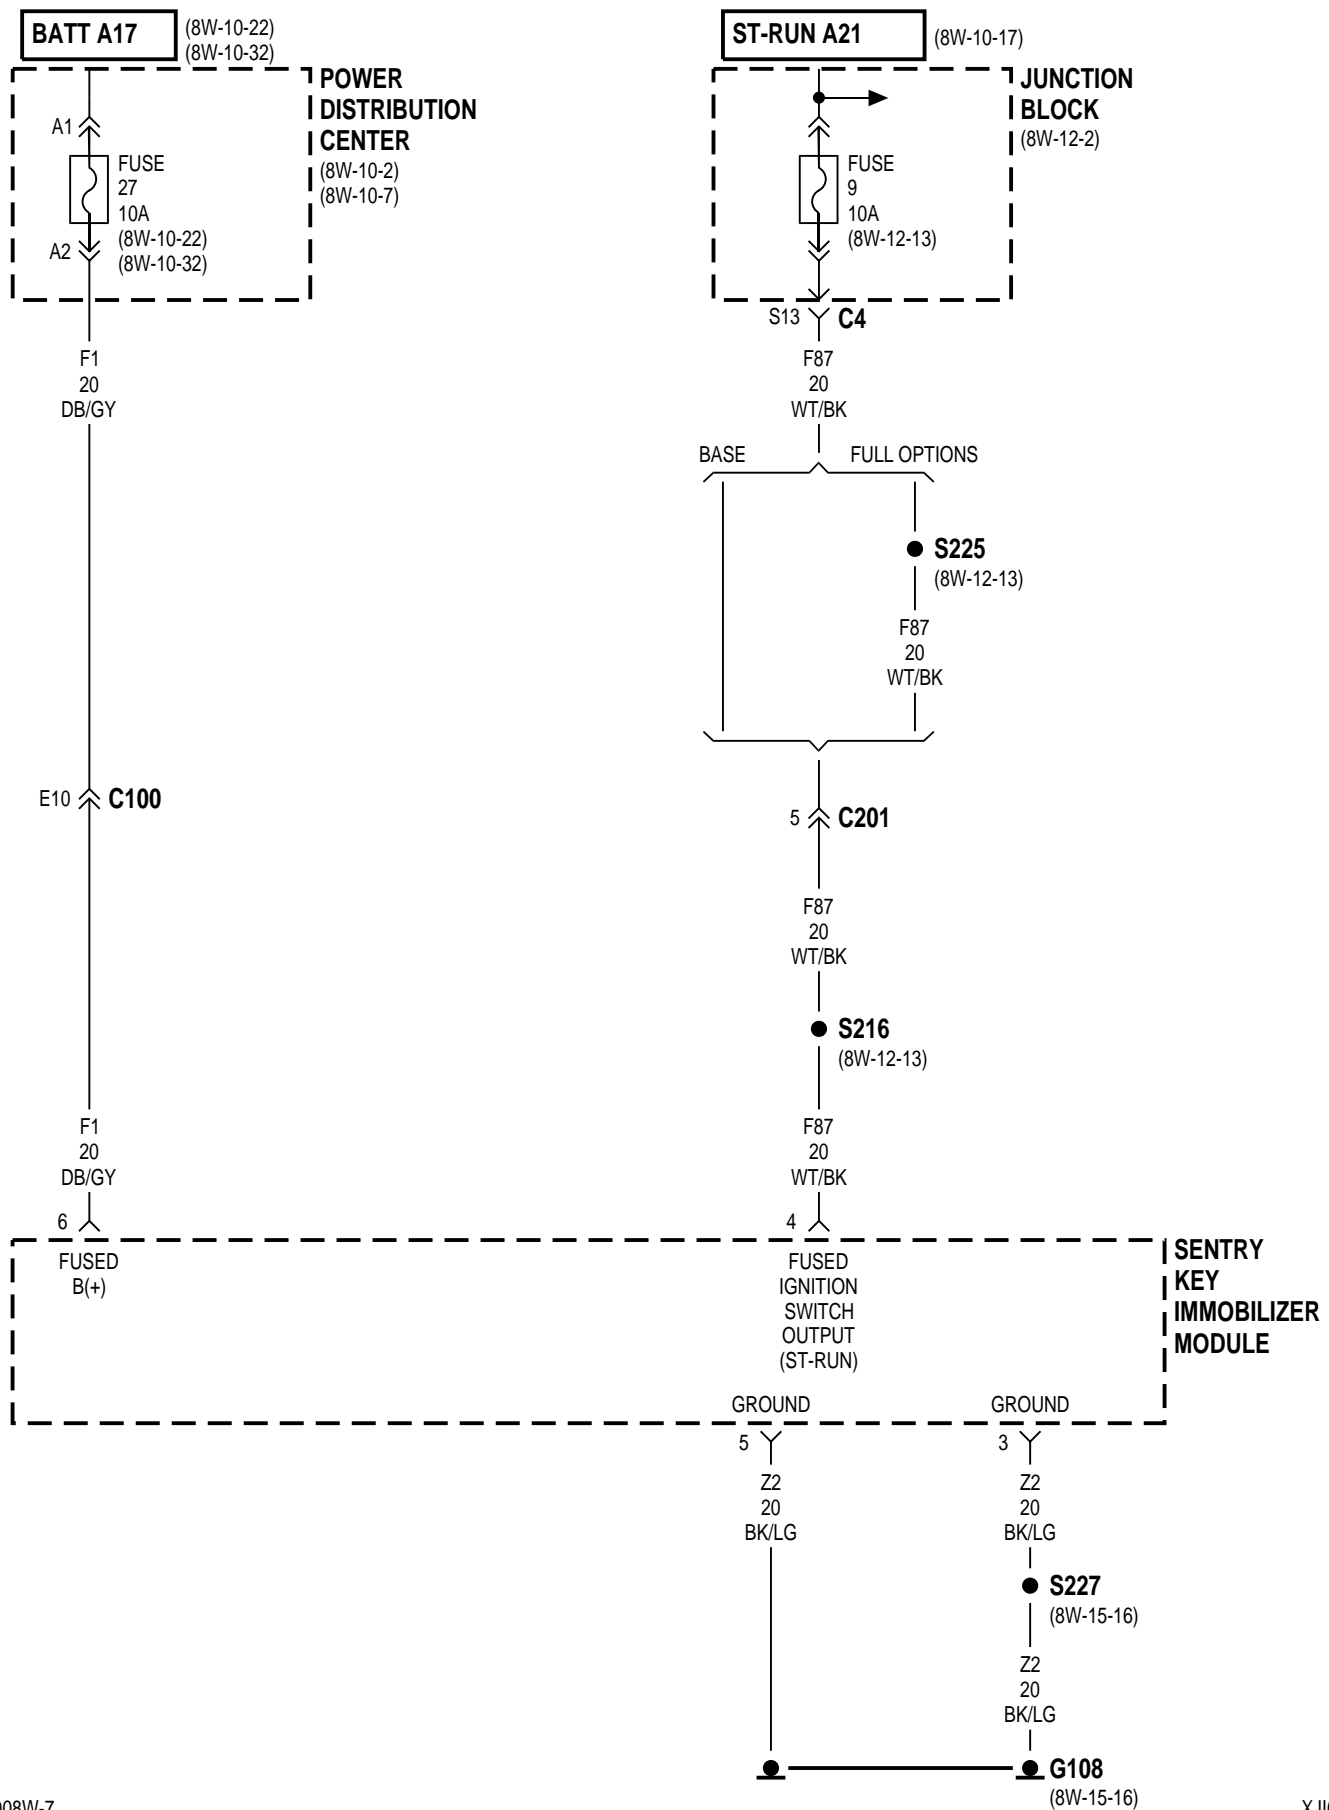 BATT A17
(8W-10-22)
(8W-10-32)
POWER
DISTRIBUTION
CENTER
(8W-10-2)
(8W-10-7)
A1
FUSE
27
10A
(8W-10-22)
(8W-10-32)
A2
F1
20
DB/GY
E10
C100
F1
20
DB/GY
6
FUSED
B(+)
ST-RUN A21
(8W-10-17)
JUNCTION
BLOCK
(8W-12-2)
FUSE
9
10A
(8W-12-13)
S13
C4
F87
20
WT/BK
BASE
FULL OPTIONS
S225
(8W-12-13)
F87
20
WT/BK
5
C201
F87
20
WT/BK
S216
(8W-12-13)
F87
20
WT/BK
4
FUSED
IGNITION
SWITCH
OUTPUT
(ST-RUN)
SENTRY
KEY
IMMOBILIZER
MODULE
GROUND
5
Z2
20
BK/LG
GROUND
3
Z2
20
BK/LG
S227
(8W-15-16)
Z2
20
BK/LG
G108
(8W-15-16)